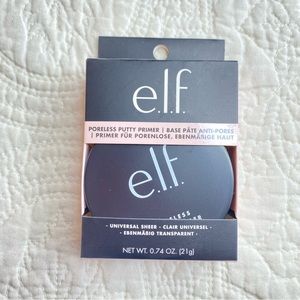 e.l.f.
PORELESS PUTTY PRIMER | BASE PÂTE ANTI-PORES
| PRIMER FÜR PORENLOSE, EBENMÄßIGE HAUT
e.l.f.
- UNIVERSAL SHEER - CLAIR UNIVERSEL -
- EBENMÄßIG TRANSPARENT -
NET WT. 0.74 OZ. (21g)